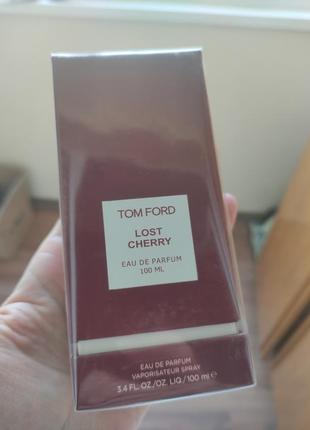 TOM FORD
LOST
CHERRY
EAU DE PARFUM
100 ML
EAU DE PARFUM
VAPORISATEUR SPRAY
3.4 FL.OZ./OZ. LIQ./100 ml ℮